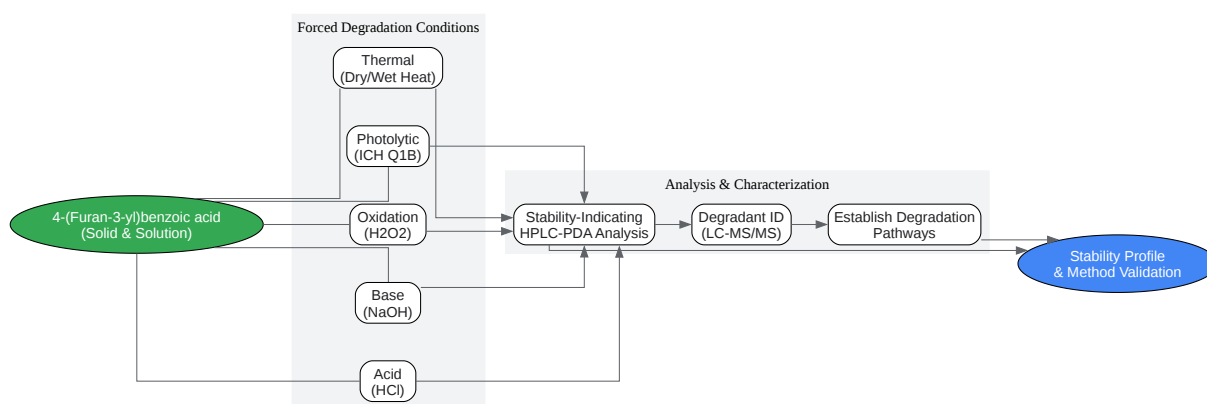 Forced Degradation Conditions
Thermal
(Dry/Wet Heat)
Photolytic
(ICH Q1B)
Analysis & Characterization
4-(Furan-3-yl)benzoic acid
(Solid & Solution)
Oxidation
(H2O2)
Stability-Indicating
HPLC-PDA Analysis
Degradant ID
(LC-MS/MS)
Establish Degradation
Pathways
Stability Profile
& Method Validation
Base
(NaOH)
Acid
(HCl)